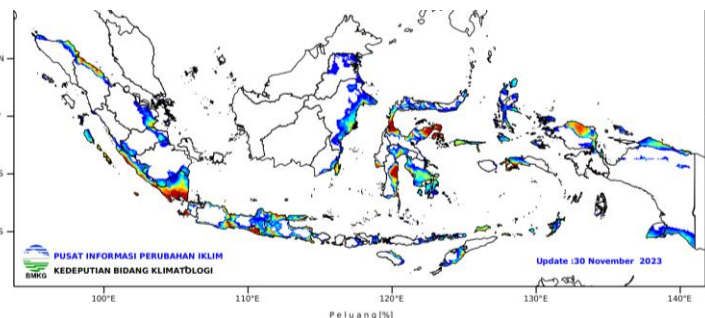 N
S
S
PUSAT INFORMASI PERUBAHAN IKLIM
KEDEPUTIAN BIDANG KLIMATOLOGI
BMKG
Update :30 November 2023
100°E 110°E 120°E 130°E 140°E
Peluang(%)